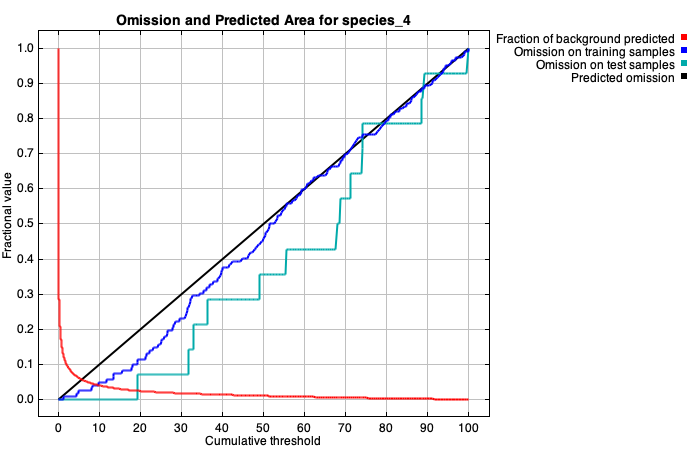 Omission and Predicted Area for species_4
Fraction of background predicted
Omission on training samples
Omission on test samples
Predicted omission
Fractional value
1.0
0.9
0.8
0.7
0.6
0.5
0.4
0.3
0.2
0.1
0.0
0 10 20 30 40 50 60 70 80 90 100
Cumulative threshold